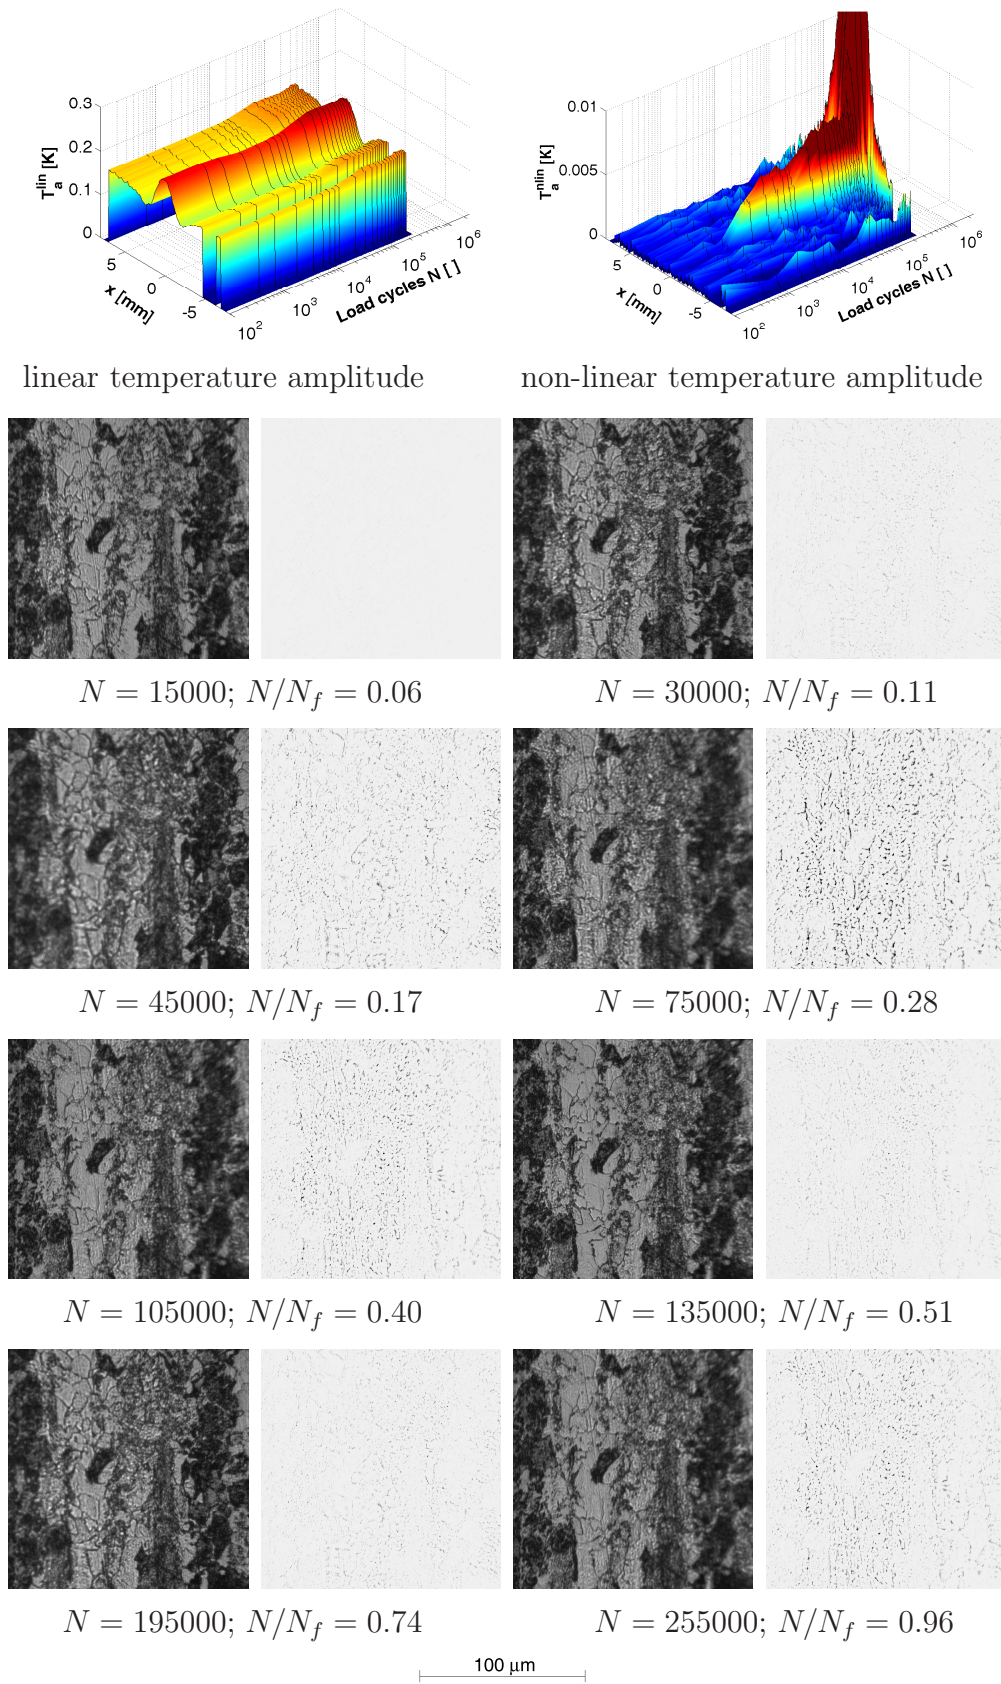 0.3
0.2
0.1
0
T_a^lin [K]
5
0
-5
x [mm]
10^2
10^3
10^4
10^5
10^6
Load cycles N [ ]
0.01
0.005
0
T_a^nlin [K]
5
0
-5
x [mm]
10^2
10^3
10^4
10^5
10^6
Load cycles N [ ]
linear temperature amplitude
non-linear temperature amplitude
N = 15000; N/N_f = 0.06
N = 30000; N/N_f = 0.11
N = 45000; N/N_f = 0.17
N = 75000; N/N_f = 0.28
N = 105000; N/N_f = 0.40
N = 135000; N/N_f = 0.51
N = 195000; N/N_f = 0.74
N = 255000; N/N_f = 0.96
100 μm